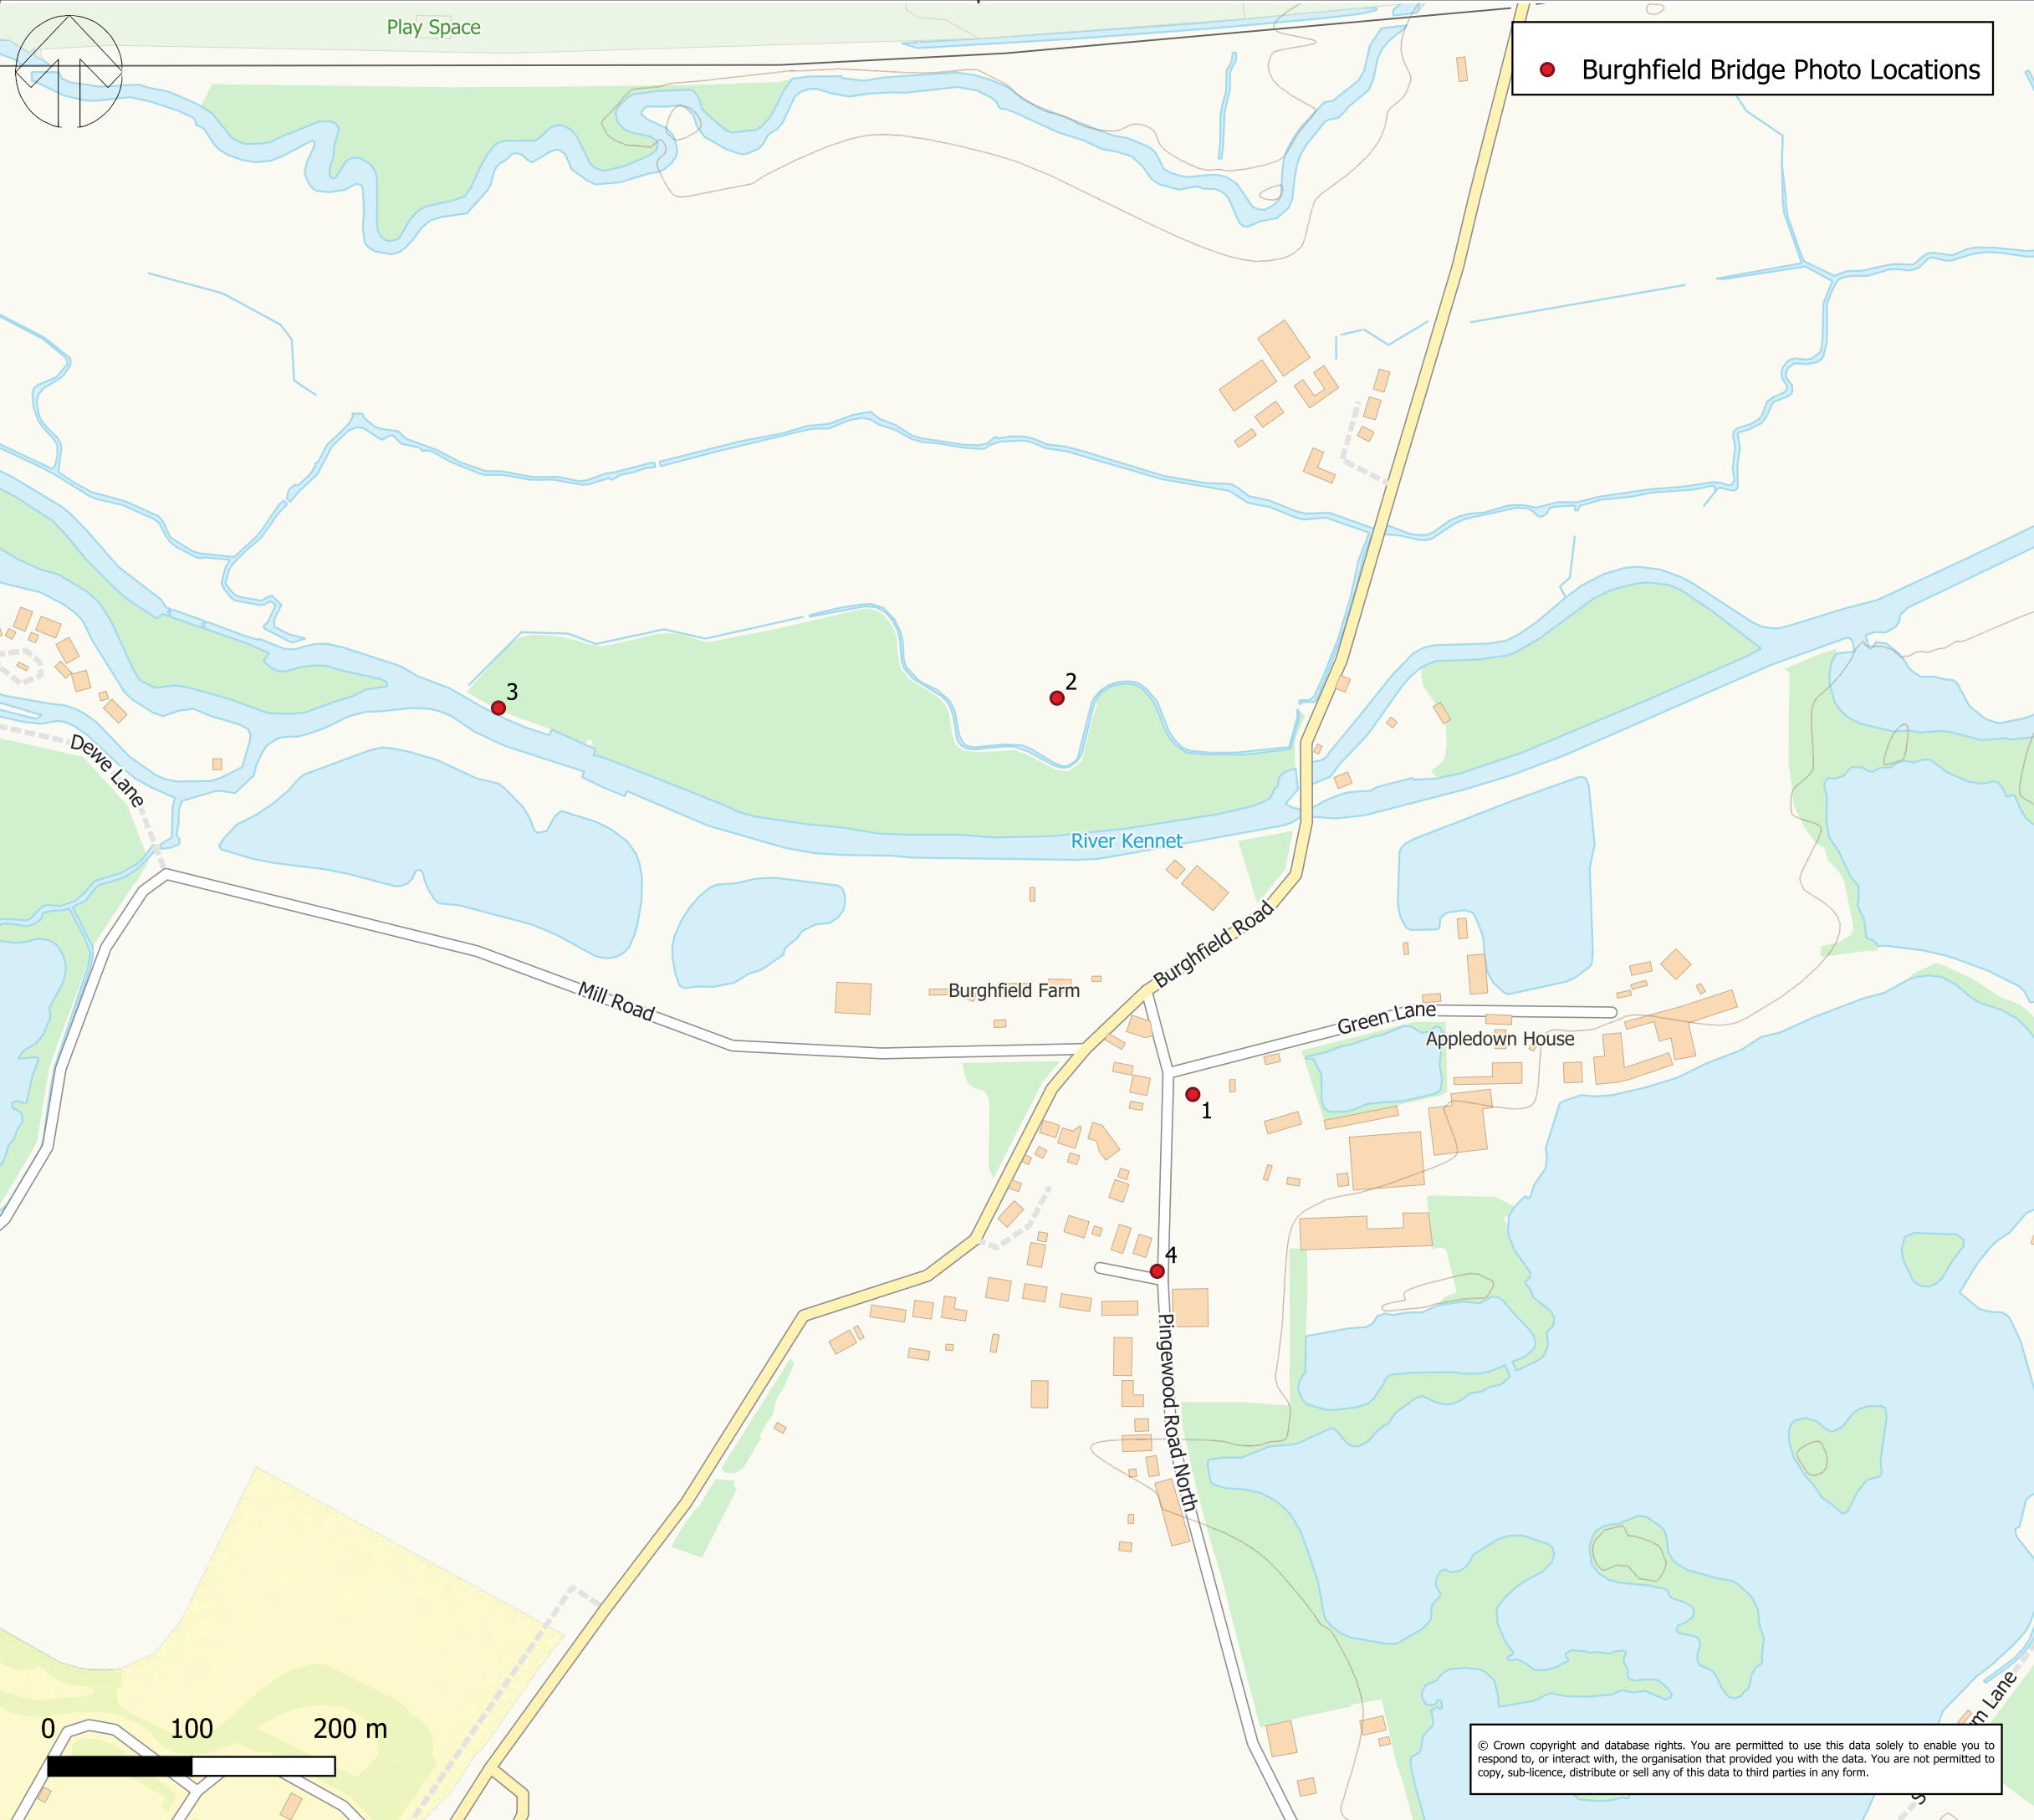 Play Space
Burghfield Bridge Photo Locations
3
2
Dewe Lane
River Kennet
Burghfield Road
Mill Road
Burghfield Farm
Green Lane
Appledown House
1
4
Pingewood Road North
0 100 200 m
© Crown copyright and database rights. You are permitted to use this data solely to enable you to
respond to, or interact with, the organisation that provided you with the data. You are not permitted to
copy, sub-licence, distribute or sell any of this data to third parties in any form.
Lane